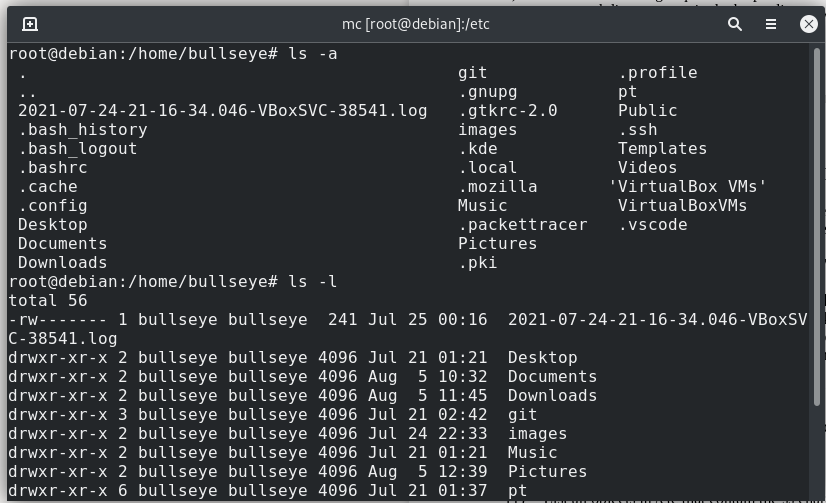 mc [root@debian]:/etc
root@debian:/home/bullseye# ls -a
. git .profile
.. .gnupg pt
2021-07-24-21-16-34.046-VBoxSVC-38541.log .gtkrc-2.0 Public
.bash_history images .ssh
.bash_logout .kde Templates
.bashrc .local Videos
.cache .mozilla 'VirtualBox VMs'
.config Music VirtualBoxVMs
Desktop .packettracer .vscode
Documents Pictures
Downloads .pki
root@debian:/home/bullseye# ls -l
total 56
-rw------- 1 bullseye bullseye 241 Jul 25 00:16 2021-07-24-21-16-34.046-VBoxSV
C-38541.log
drwxr-xr-x 2 bullseye bullseye 4096 Jul 21 01:21 Desktop
drwxr-xr-x 2 bullseye bullseye 4096 Aug 5 10:32 Documents
drwxr-xr-x 2 bullseye bullseye 4096 Aug 5 11:45 Downloads
drwxr-xr-x 3 bullseye bullseye 4096 Jul 21 02:42 git
drwxr-xr-x 2 bullseye bullseye 4096 Jul 24 22:33 images
drwxr-xr-x 2 bullseye bullseye 4096 Jul 21 01:21 Music
drwxr-xr-x 2 bullseye bullseye 4096 Aug 5 12:39 Pictures
drwxr-xr-x 6 bullseye bullseye 4096 Jul 21 01:37 pt